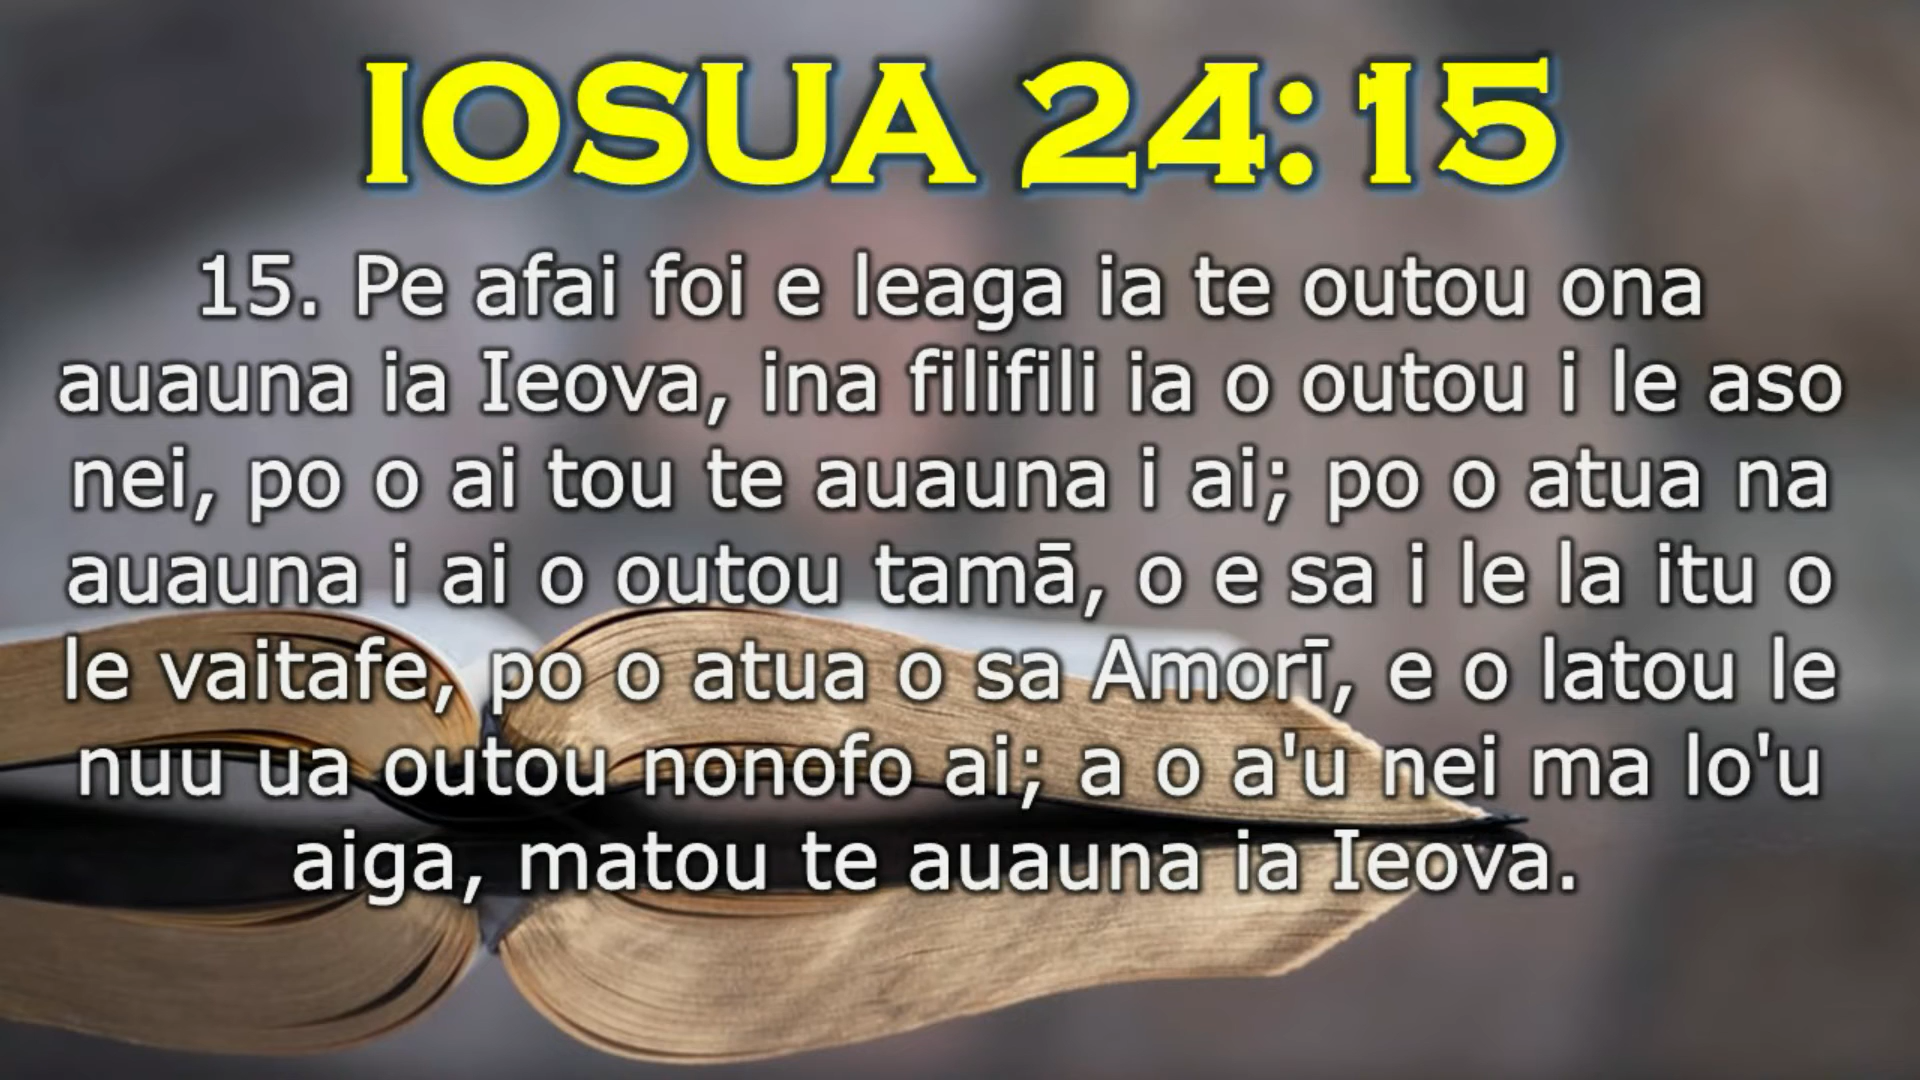 IOSUA 24:15
15. Pe afai foi e leaga ia te outou ona
auauna ia Ieova, ina filifili ia o outou i le aso
nei, po o ai tou te auauna i ai; po o atua na
auauna i ai o outou tamā, o e sa i le la itu o
le vaitafe, po o atua o sa Amorī, e o latou le
nuu ua outou nonofo ai; a o a'u nei ma lo'u
aiga, matou te auauna ia Ieova.